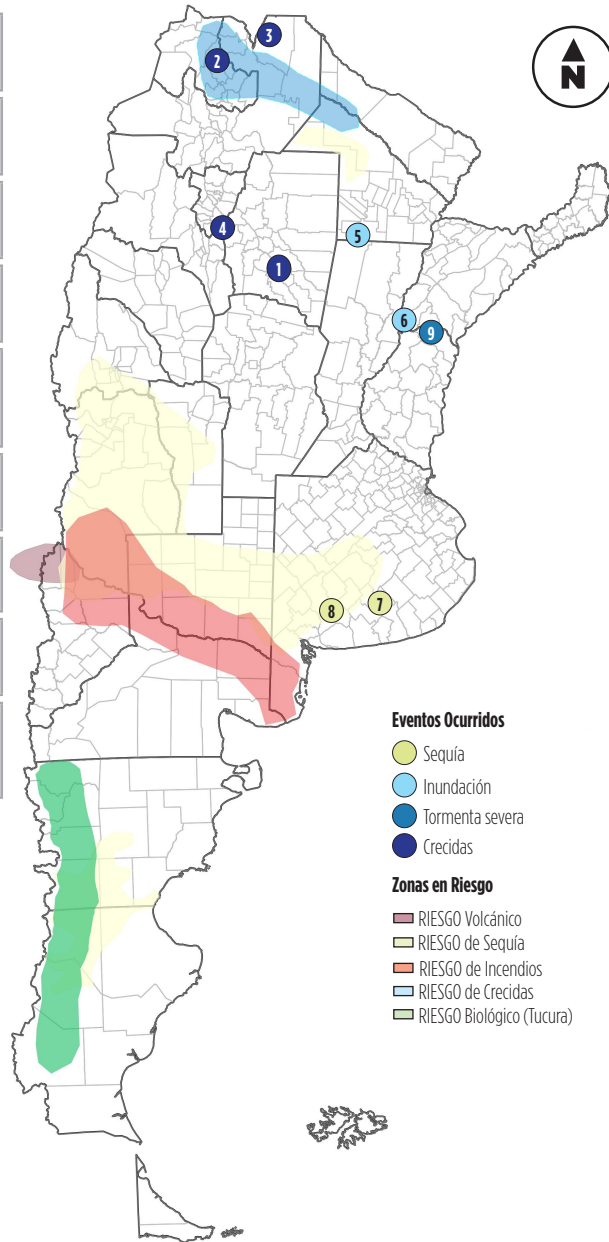 3
2
N
4
5
1
6
9
7
8
Eventos Ocurridos
Sequía
Inundación
Tormenta severa
Crecidas
Zonas en Riesgo
RIESGO Volcánico
RIESGO de Sequía
RIESGO de Incendios
RIESGO de Crecidas
RIESGO Biológico (Tucura)